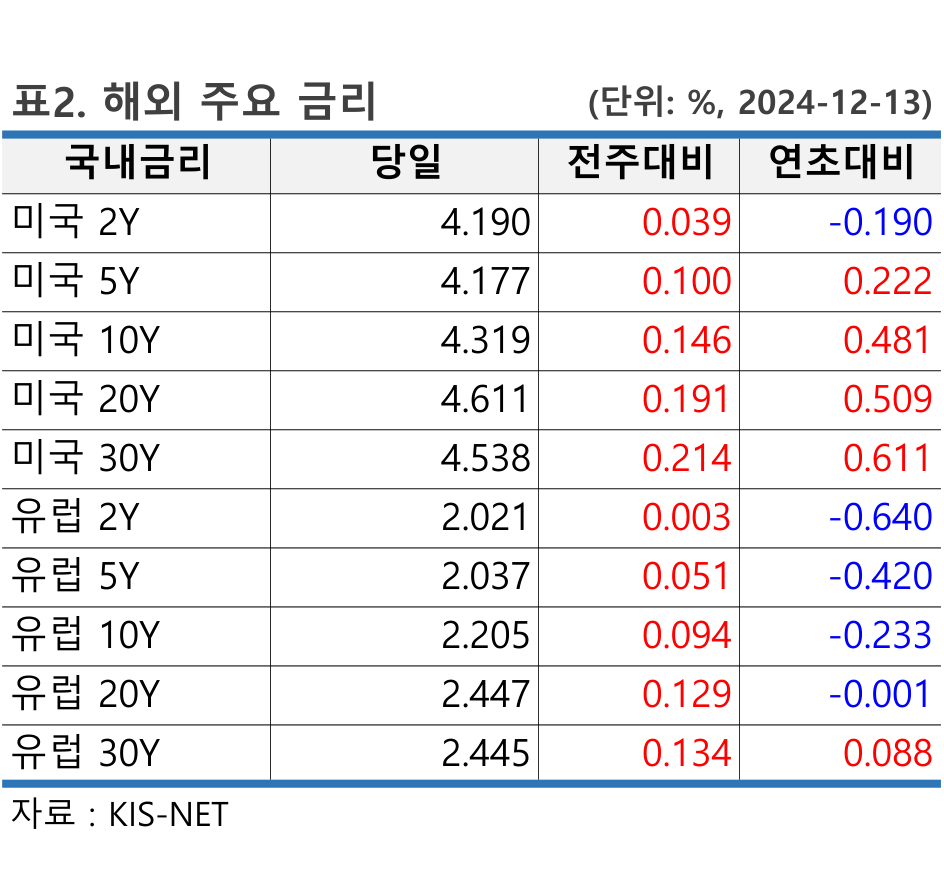 표2. 해외 주요 금리 (단위: %, 2024-12-13)
국내금리 당일 전주대비 연초대비
미국 2Y 4.190 0.039 -0.190
미국 5Y 4.177 0.100 0.222
미국 10Y 4.319 0.146 0.481
미국 20Y 4.611 0.191 0.509
미국 30Y 4.538 0.214 0.611
유럽 2Y 2.021 0.003 -0.640
유럽 5Y 2.037 0.051 -0.420
유럽 10Y 2.205 0.094 -0.233
유럽 20Y 2.447 0.129 -0.001
유럽 30Y 2.445 0.134 0.088
자료 : KIS-NET